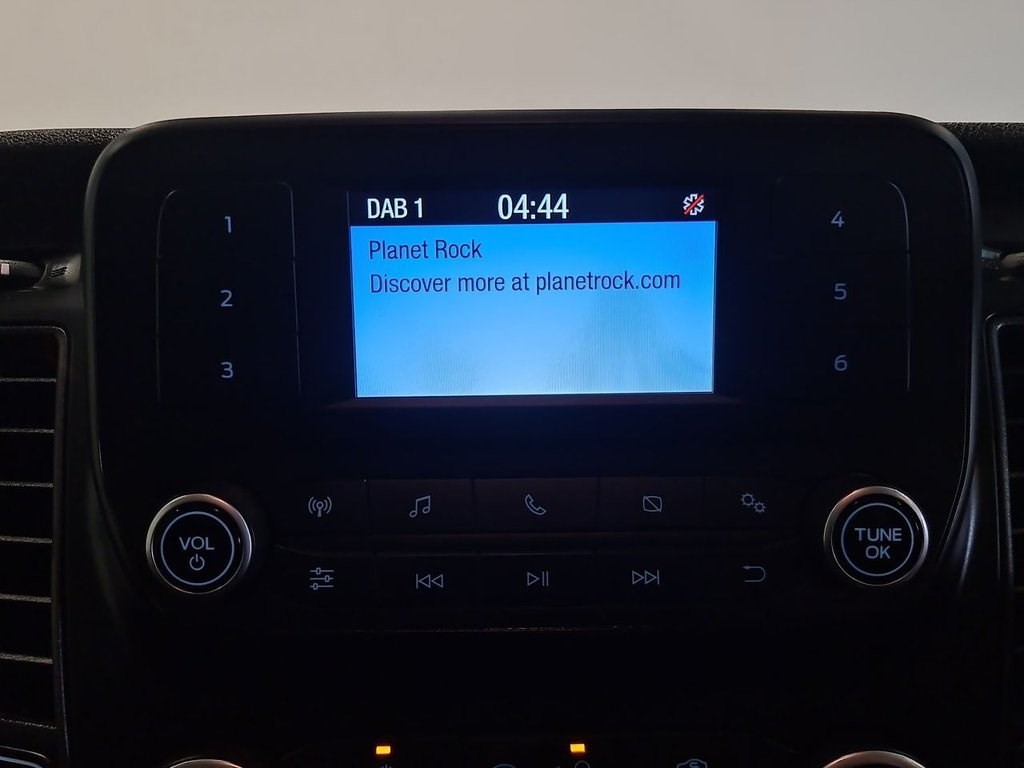 DAB 1 04:44
Planet Rock
Discover more at planetrock.com
1
2
3
4
5
6
VOL
TUNE
OK